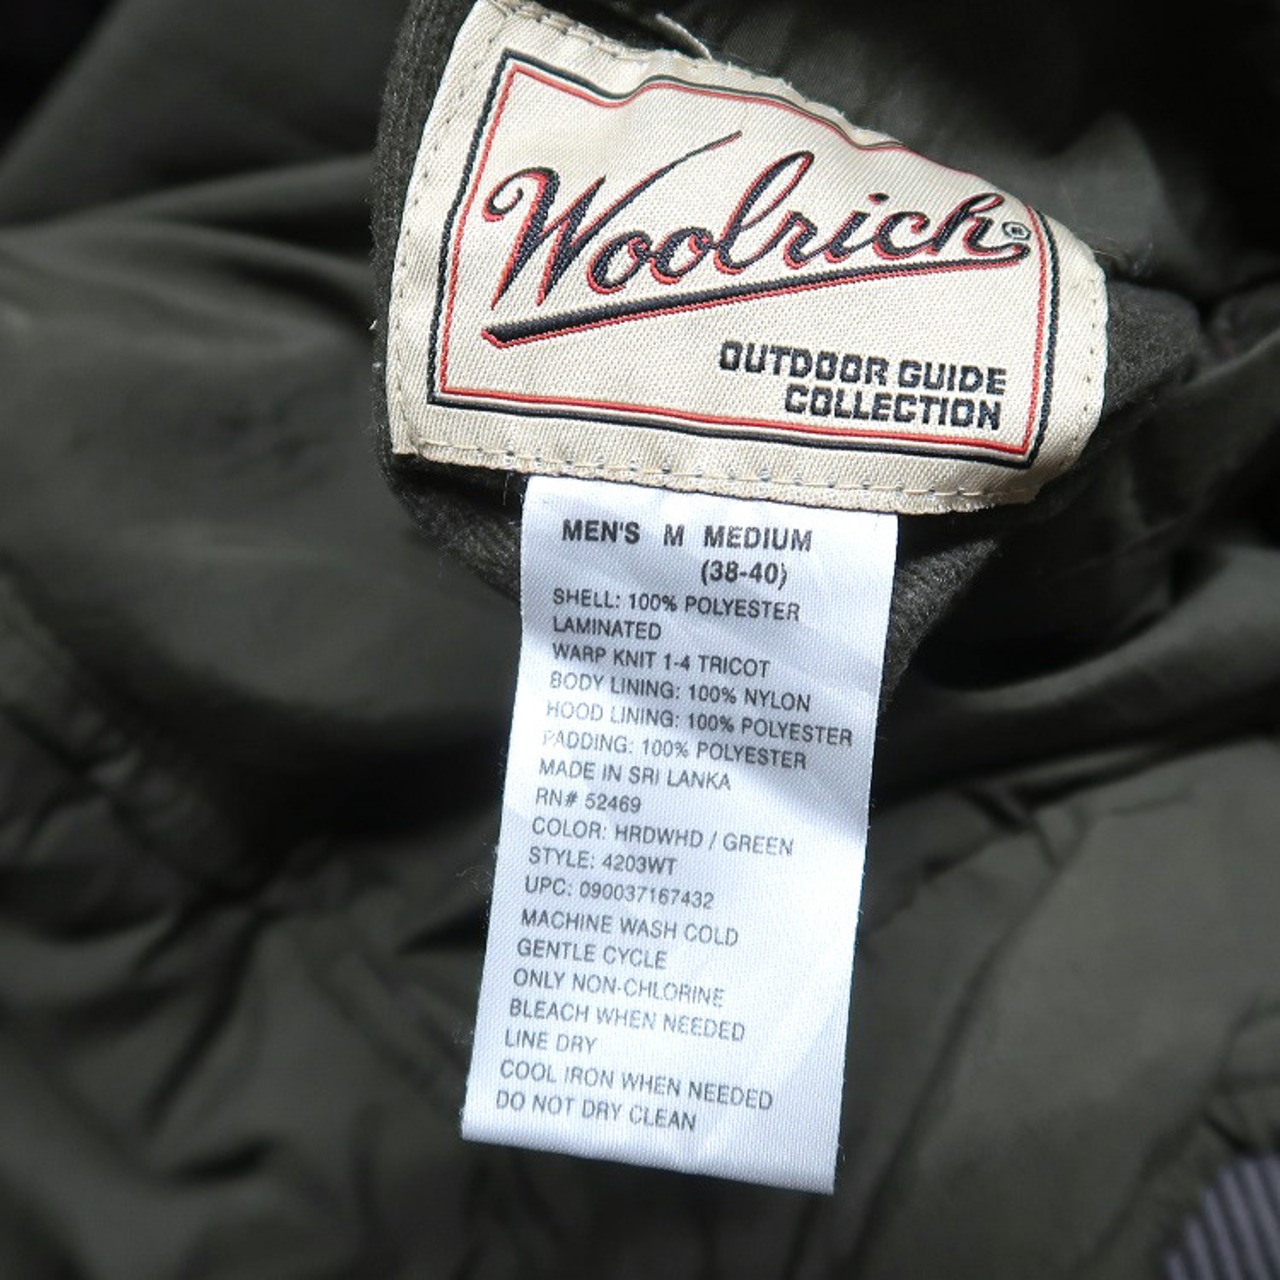 Woolrich®
OUTDOOR GUIDE
COLLECTION
MEN'S M MEDIUM
(38-40)
SHELL: 100% POLYESTER
LAMINATED
WARP KNIT 1-4 TRICOT
BODY LINING: 100% NYLON
HOOD LINING: 100% POLYESTER
PADDING: 100% POLYESTER
MADE IN SRI LANKA
RN# 52469
COLOR: HRDWHD / GREEN
STYLE: 4203WT
UPC: 090037167432
MACHINE WASH COLD
GENTLE CYCLE
ONLY NON-CHLORINE
BLEACH WHEN NEEDED
LINE DRY
COOL IRON WHEN NEEDED
DO NOT DRY CLEAN